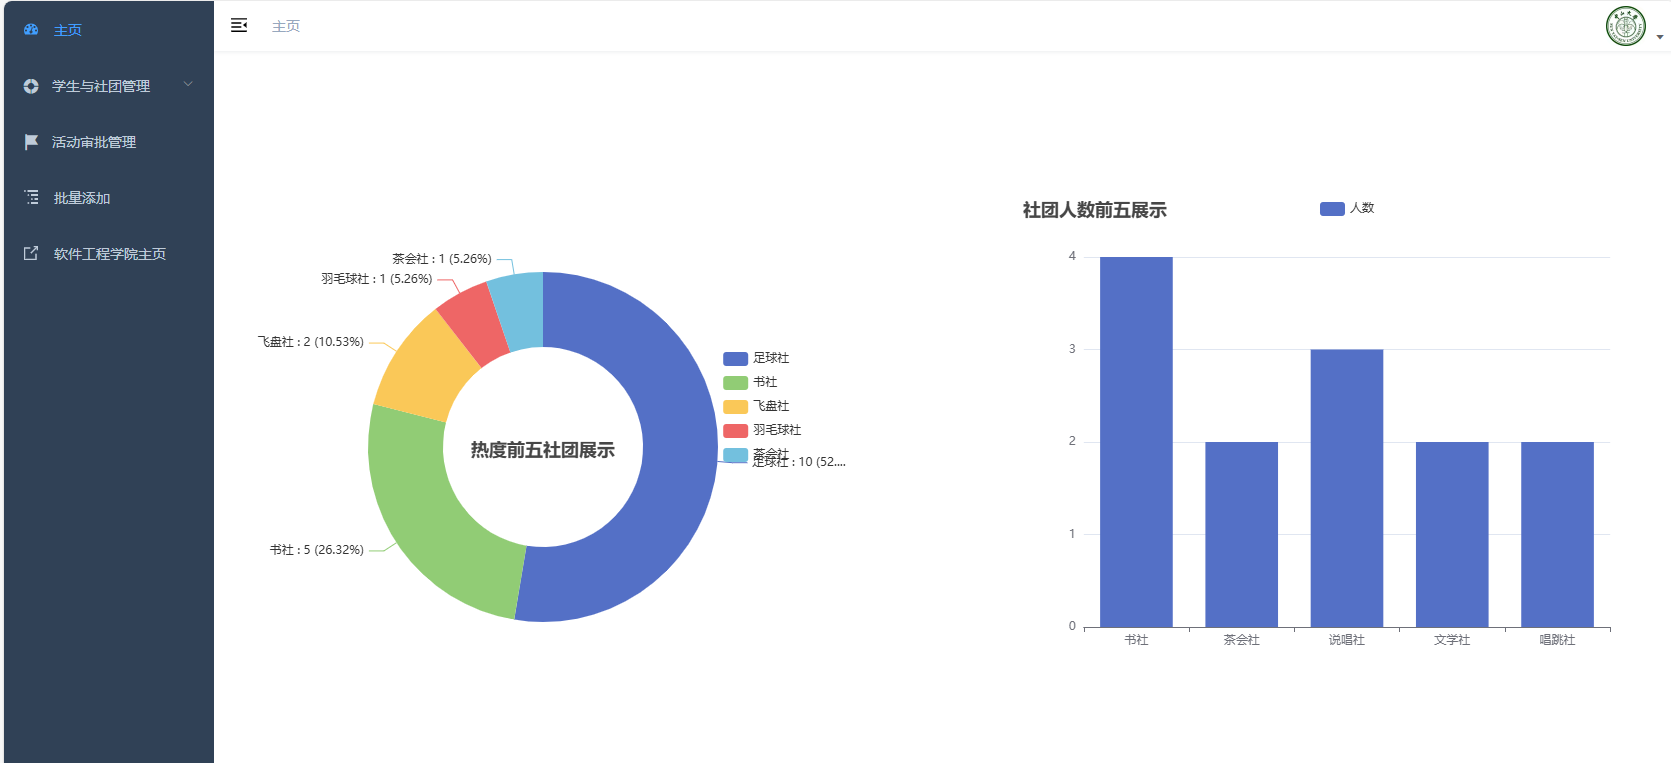 主页
学生与社团管理
活动审批管理
批量添加
软件工程学院主页
主页
茶会社 : 1 (5.26%)
羽毛球社 : 1 (5.26%)
飞盘社 : 2 (10.53%)
书社 : 5 (26.32%)
足球社 : 10 (52....
热度前五社团展示
足球社
书社
飞盘社
羽毛球社
茶会社
社团人数前五展示
人数
4
3
2
1
0
书社
茶会社
说唱社
文学社
唱跳社